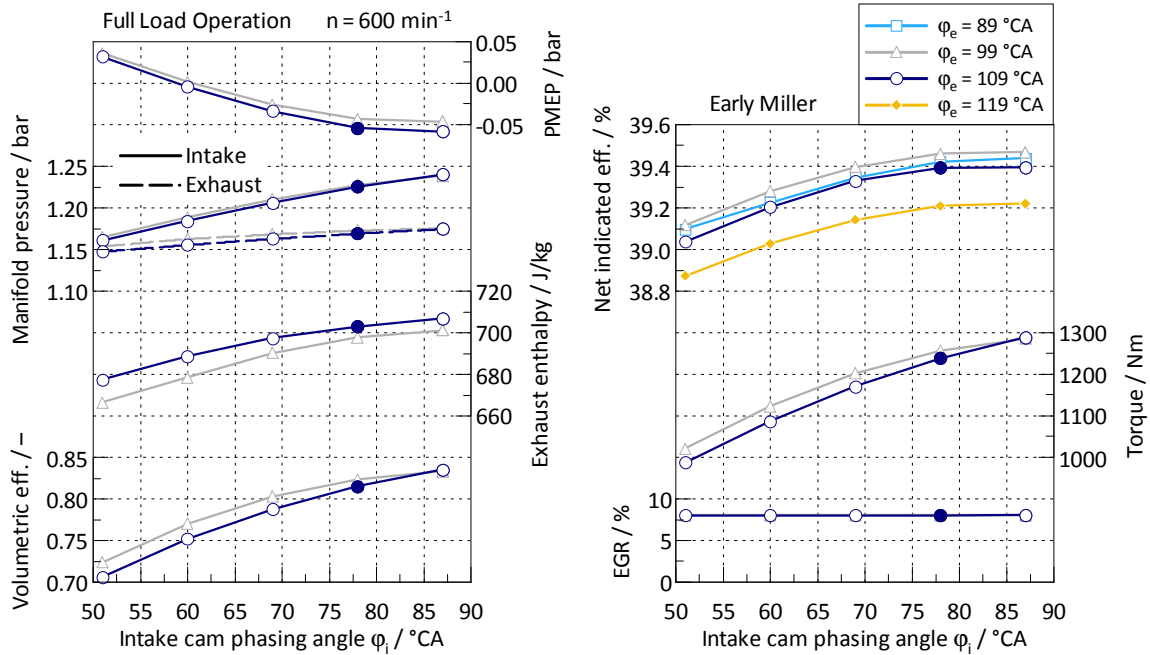 Full Load Operation n = 600 min⁻¹
0.05
0.00
-0.05
PMEP / bar
Intake
Exhaust
1.25
1.20
1.15
1.10
Manifold pressure / bar
720
700
680
660
Exhaust enthalpy / J/kg
0.85
0.80
0.75
0.70
Volumetric eff. / –
50 55 60 65 70 75 80 85 90
Intake cam phasing angle φi / °CA
φe = 89 °CA
φe = 99 °CA
φe = 109 °CA
φe = 119 °CA
Early Miller
39.6
39.4
39.2
39.0
38.8
Net indicated eff. / %
1300
1200
1100
1000
Torque / Nm
10
5
0
EGR / %
50 55 60 65 70 75 80 85 90
Intake cam phasing angle φi / °CA